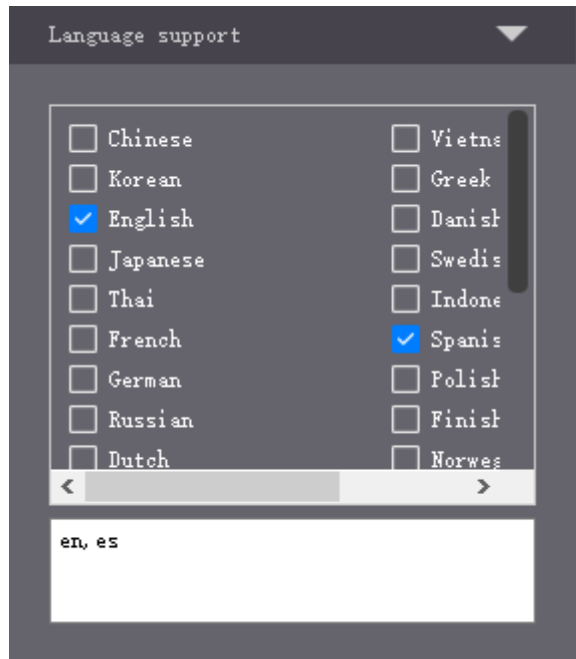 Language support
Chinese
Vietna
Korean
Greek
English
Danish
Japanese
Swedis
Thai
Indone
French
Spanis
German
Polish
Russian
Finish
Dutch
Norweg
en, es